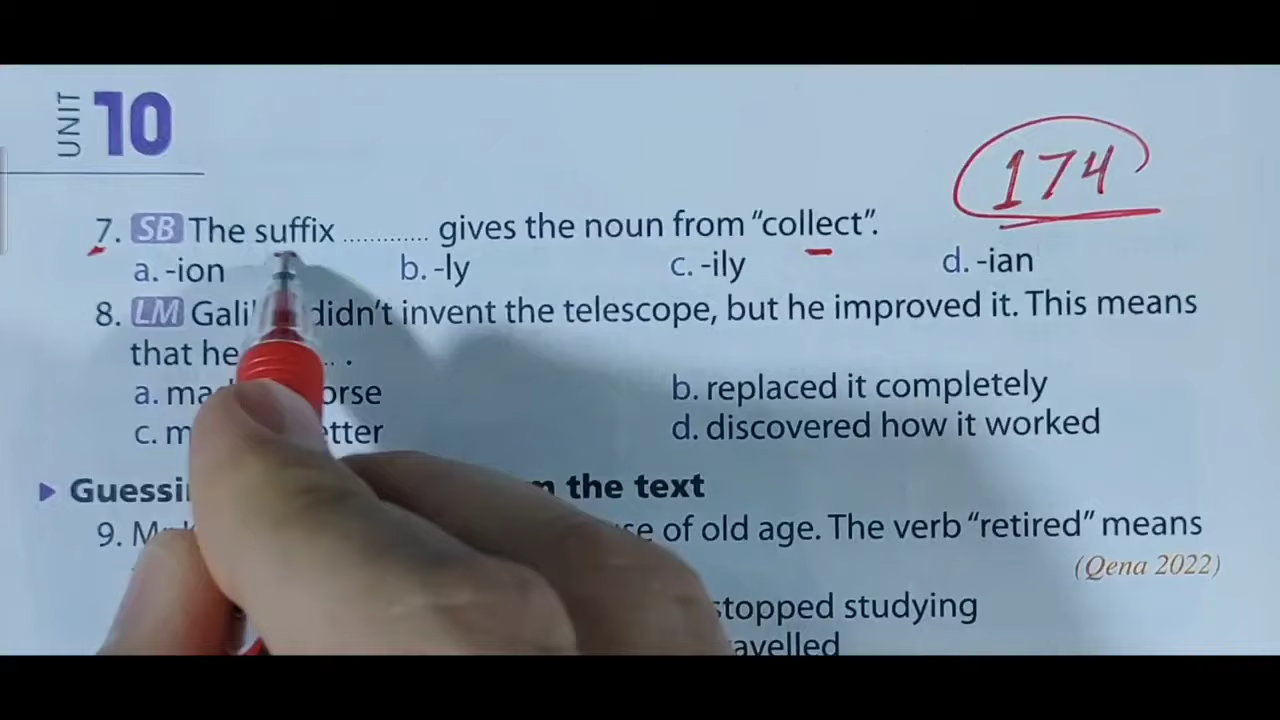 UNIT 10
174
7. SB The suffix ............. gives the noun from "collect".
a. -ion b. -ly c. -ily d. -ian
8. LM didn't invent the telescope, but he improved it. This means
that he .. .
a. b. replaced it completely
c. d. discovered how it worked
the text
9. of old age. The verb "retired" means
(Qena 2022)
stopped studying